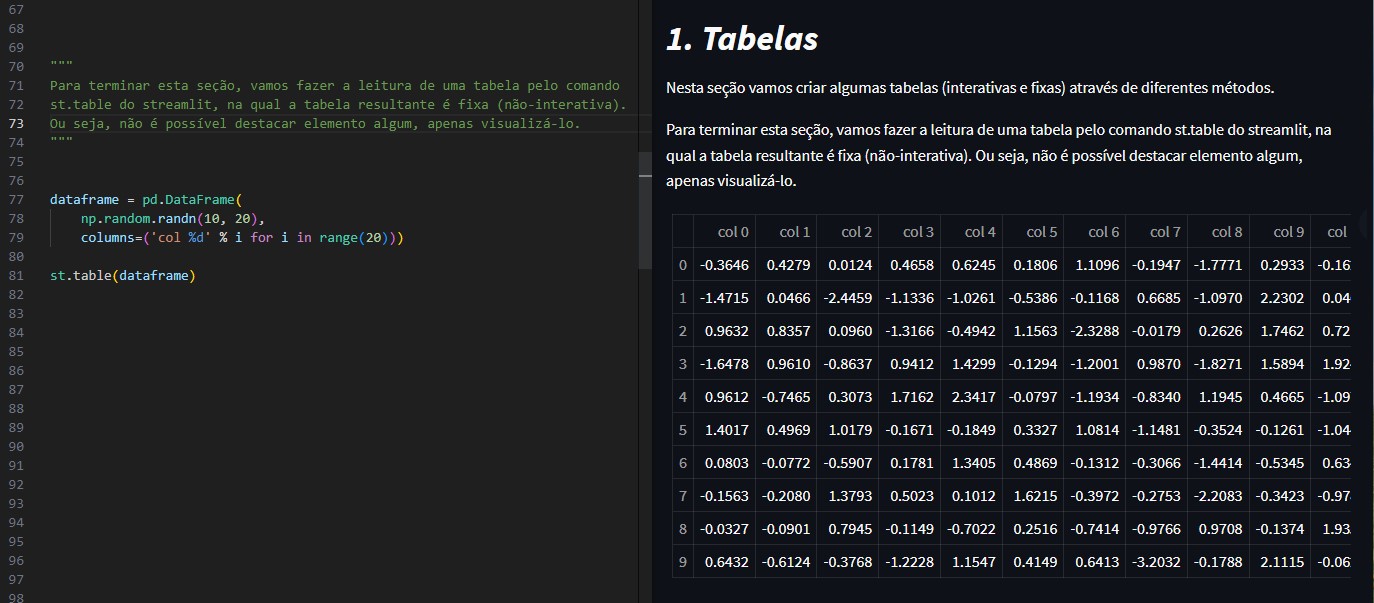 67
68
69
70 """
71 Para terminar esta seção, vamos fazer a leitura de uma tabela pelo comando
72 st.table do streamlit, na qual a tabela resultante é fixa (não-interativa).
73 Ou seja, não é possível destacar elemento algum, apenas visualizá-lo.
74 """
75
76
77 dataframe = pd.DataFrame(
78 np.random.randn(10, 20),
79 columns=('col %d' % i for i in range(20)))
80
81 st.table(dataframe)
82
83
84
85
86
87
88
89
90
91
92
93
94
95
96
97
98
1. Tabelas
Nesta seção vamos criar algumas tabelas (interativas e fixas) através de diferentes métodos.
Para terminar esta seção, vamos fazer a leitura de uma tabela pelo comando st.table do streamlit, na
qual a tabela resultante é fixa (não-interativa). Ou seja, não é possível destacar elemento algum,
apenas visualizá-lo.
col 0 col 1 col 2 col 3 col 4 col 5 col 6 col 7 col 8 col 9 col
0 -0.3646 0.4279 0.0124 0.4658 0.6245 0.1806 1.1096 -0.1947 -1.7771 0.2933 -0.16
1 -1.4715 0.0466 -2.4459 -1.1336 -1.0261 -0.5386 -0.1168 0.6685 -1.0970 2.2302 0.04
2 0.9632 0.8357 0.0960 -1.3166 -0.4942 1.1563 -2.3288 -0.0179 0.2626 1.7462 0.72
3 -1.6478 0.9610 -0.8637 0.9412 1.4299 -0.1294 -1.2001 0.9870 -1.8271 1.5894 1.92
4 0.9612 -0.7465 0.3073 1.7162 2.3417 -0.0797 -1.1934 -0.8340 1.1945 0.4665 -1.09
5 1.4017 0.4969 1.0179 -0.1671 -0.1849 0.3327 1.0814 -1.1481 -0.3524 -0.1261 -1.04
6 0.0803 -0.0772 -0.5907 0.1781 1.3405 0.4869 -0.1312 -0.3066 -1.4414 -0.5345 0.63
7 -0.1563 -0.2080 1.3793 0.5023 0.1012 1.6215 -0.3972 -0.2753 -2.2083 -0.3423 -0.97
8 -0.0327 -0.0901 0.7945 -0.1149 -0.7022 0.2516 -0.7414 -0.9766 0.9708 -0.1374 1.93
9 0.6432 -0.6124 -0.3768 -1.2228 1.1547 0.4149 0.6413 -3.2032 -0.1788 2.1115 -0.06